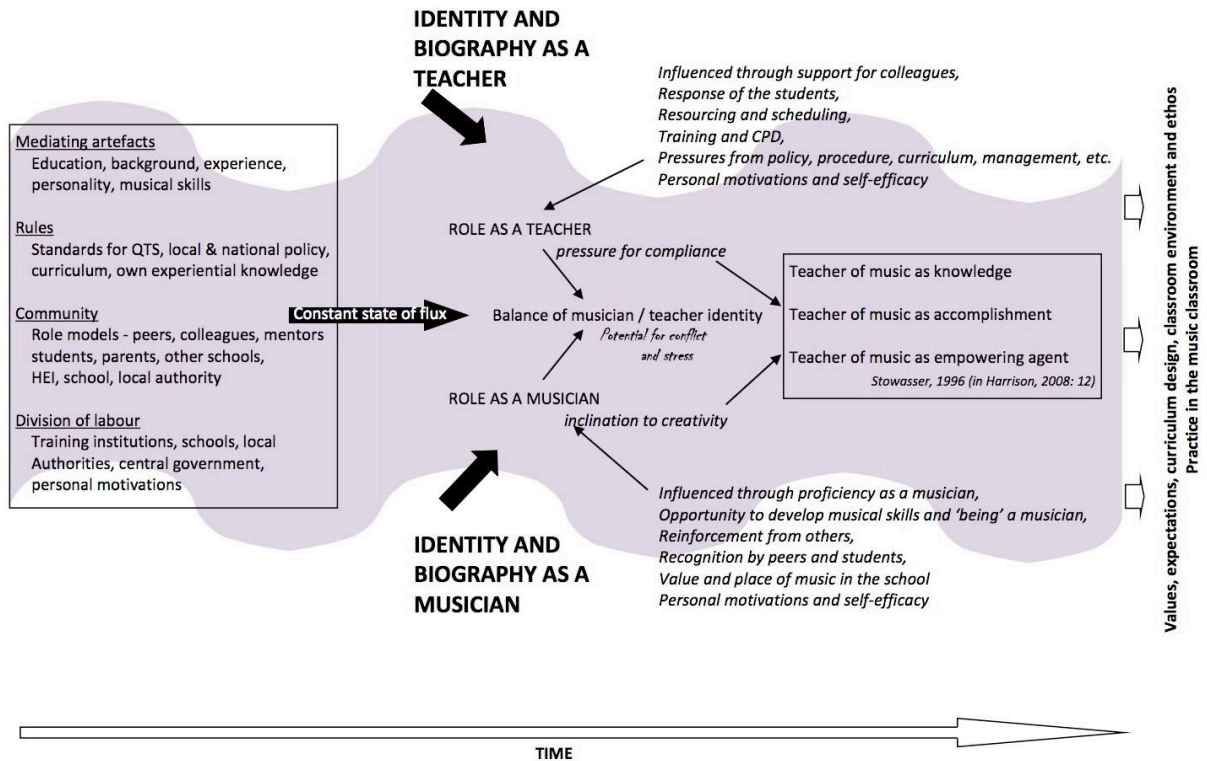 IDENTITY AND
BIOGRAPHY AS A
TEACHER
Influenced through support for colleagues,
Response of the students,
Resourcing and scheduling,
Training and CPD,
Pressures from policy, procedure, curriculum, management, etc.
Personal motivations and self-efficacy
Mediating artefacts
Education, background, experience,
personality, musical skills
Rules
Standards for QTS, local & national policy,
curriculum, own experiential knowledge
Community
Role models - peers, colleagues, mentors
students, parents, other schools,
HEI, school, local authority
Division of labour
Training institutions, schools, local
Authorities, central government,
personal motivations
Constant state of flux
ROLE AS A TEACHER
pressure for compliance
Balance of musician / teacher identity
Potential for conflict
and stress
ROLE AS A MUSICIAN
inclination to creativity
Teacher of music as knowledge
Teacher of music as accomplishment
Teacher of music as empowering agent
Stowasser, 1996 (in Harrison, 2008: 12)
Influenced through proficiency as a musician,
Opportunity to develop musical skills and ‘being’ a musician,
Reinforcement from others,
Recognition by peers and students,
Value and place of music in the school
Personal motivations and self-efficacy
IDENTITY AND
BIOGRAPHY AS A
MUSICIAN
Values, expectations, curriculum design, classroom environment and ethos
Practice in the music classroom
TIME